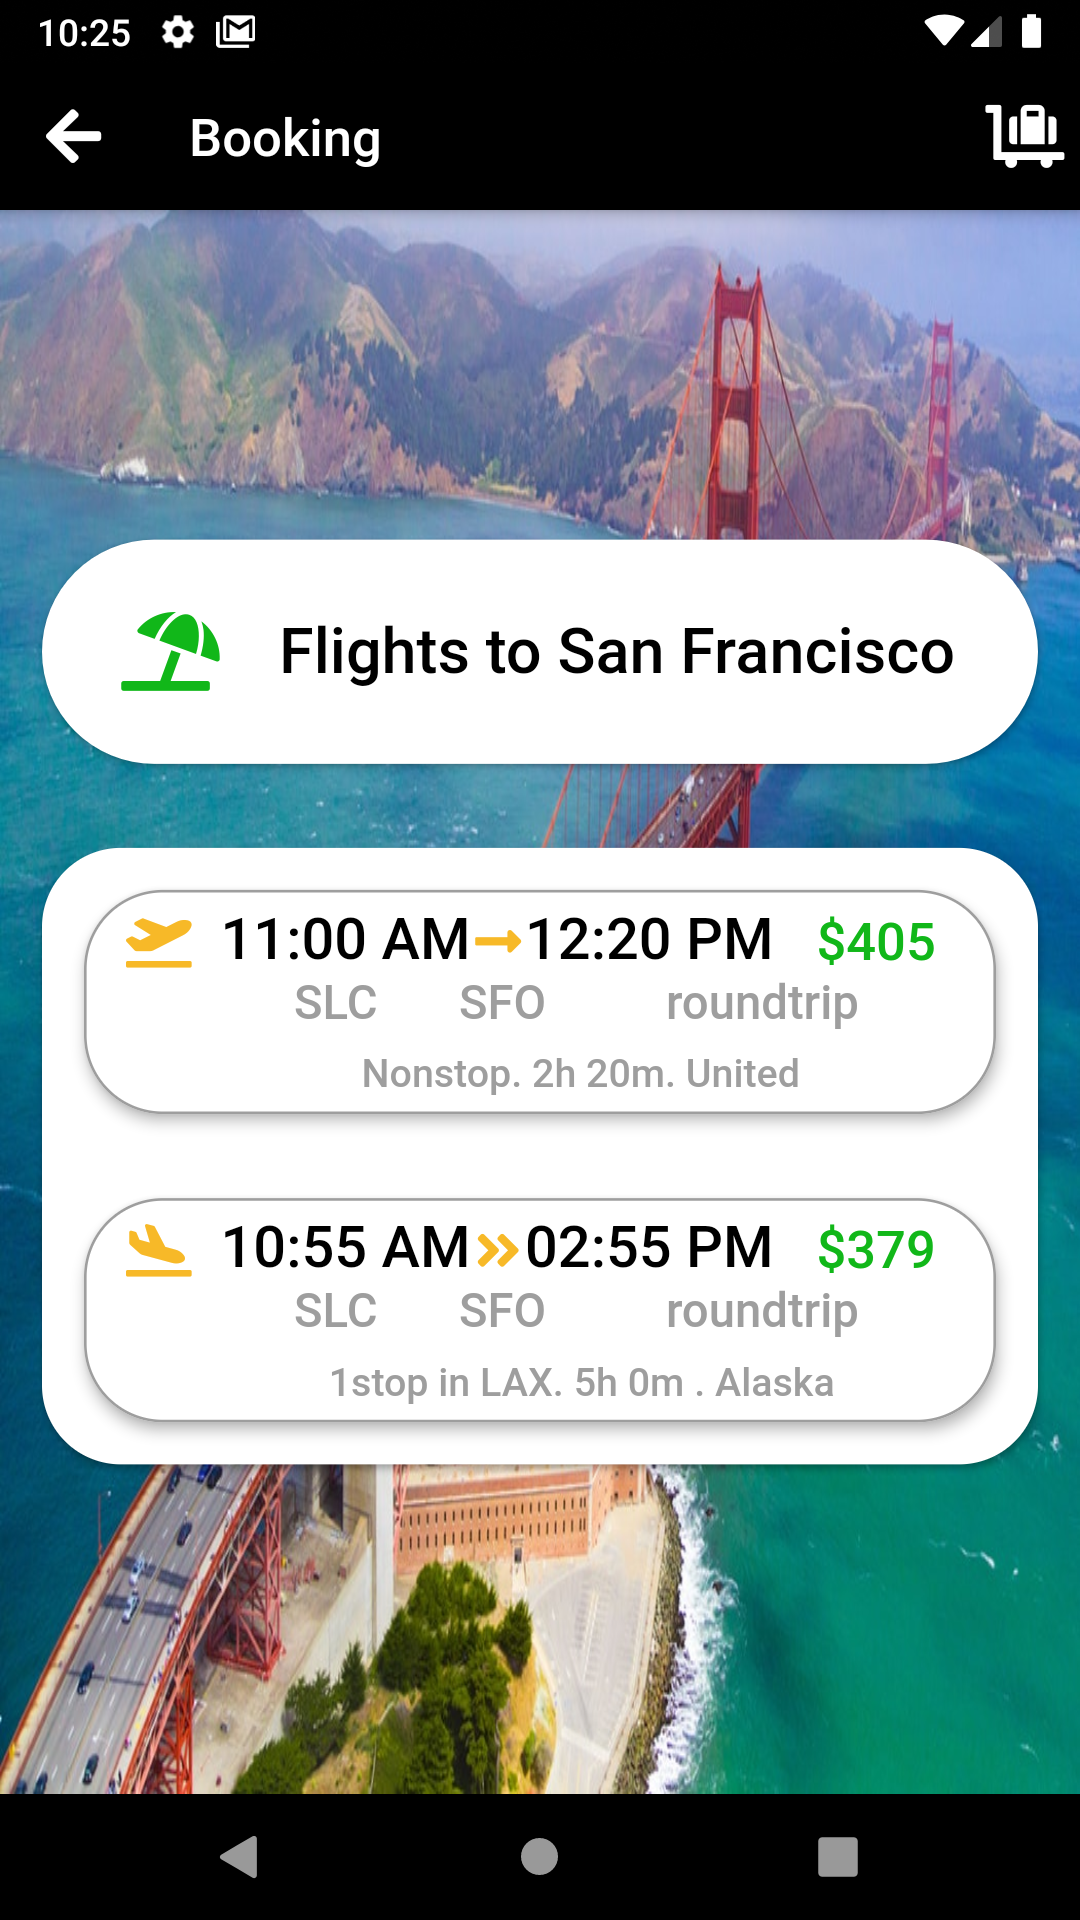 10:25
Booking
Flights to San Francisco
11:00 AM 12:20 PM $405
SLC SFO roundtrip
Nonstop. 2h 20m. United
10:55 AM 02:55 PM $379
SLC SFO roundtrip
1stop in LAX. 5h 0m . Alaska